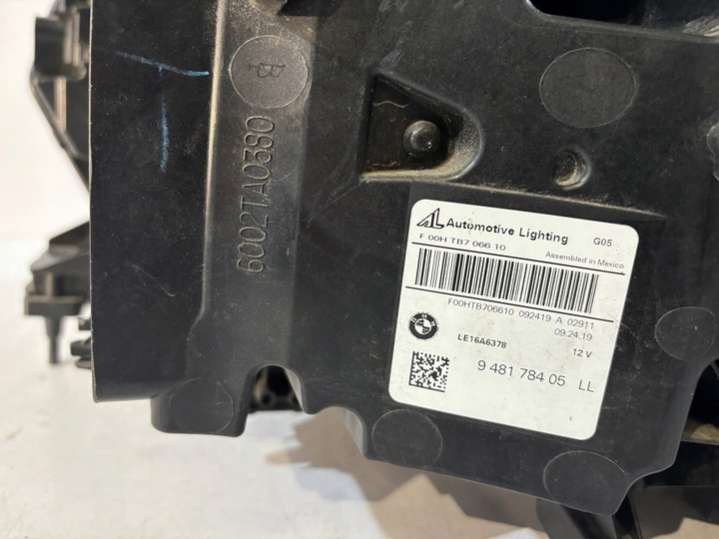 B
6002TA0380
AL Automotive Lighting G05
F 00H TB7 066 10
Assembled in Mexico
F00HTB706610 092419 A 02911
09.24.19
LE16A6378
12 V
9 481 784 05 LL